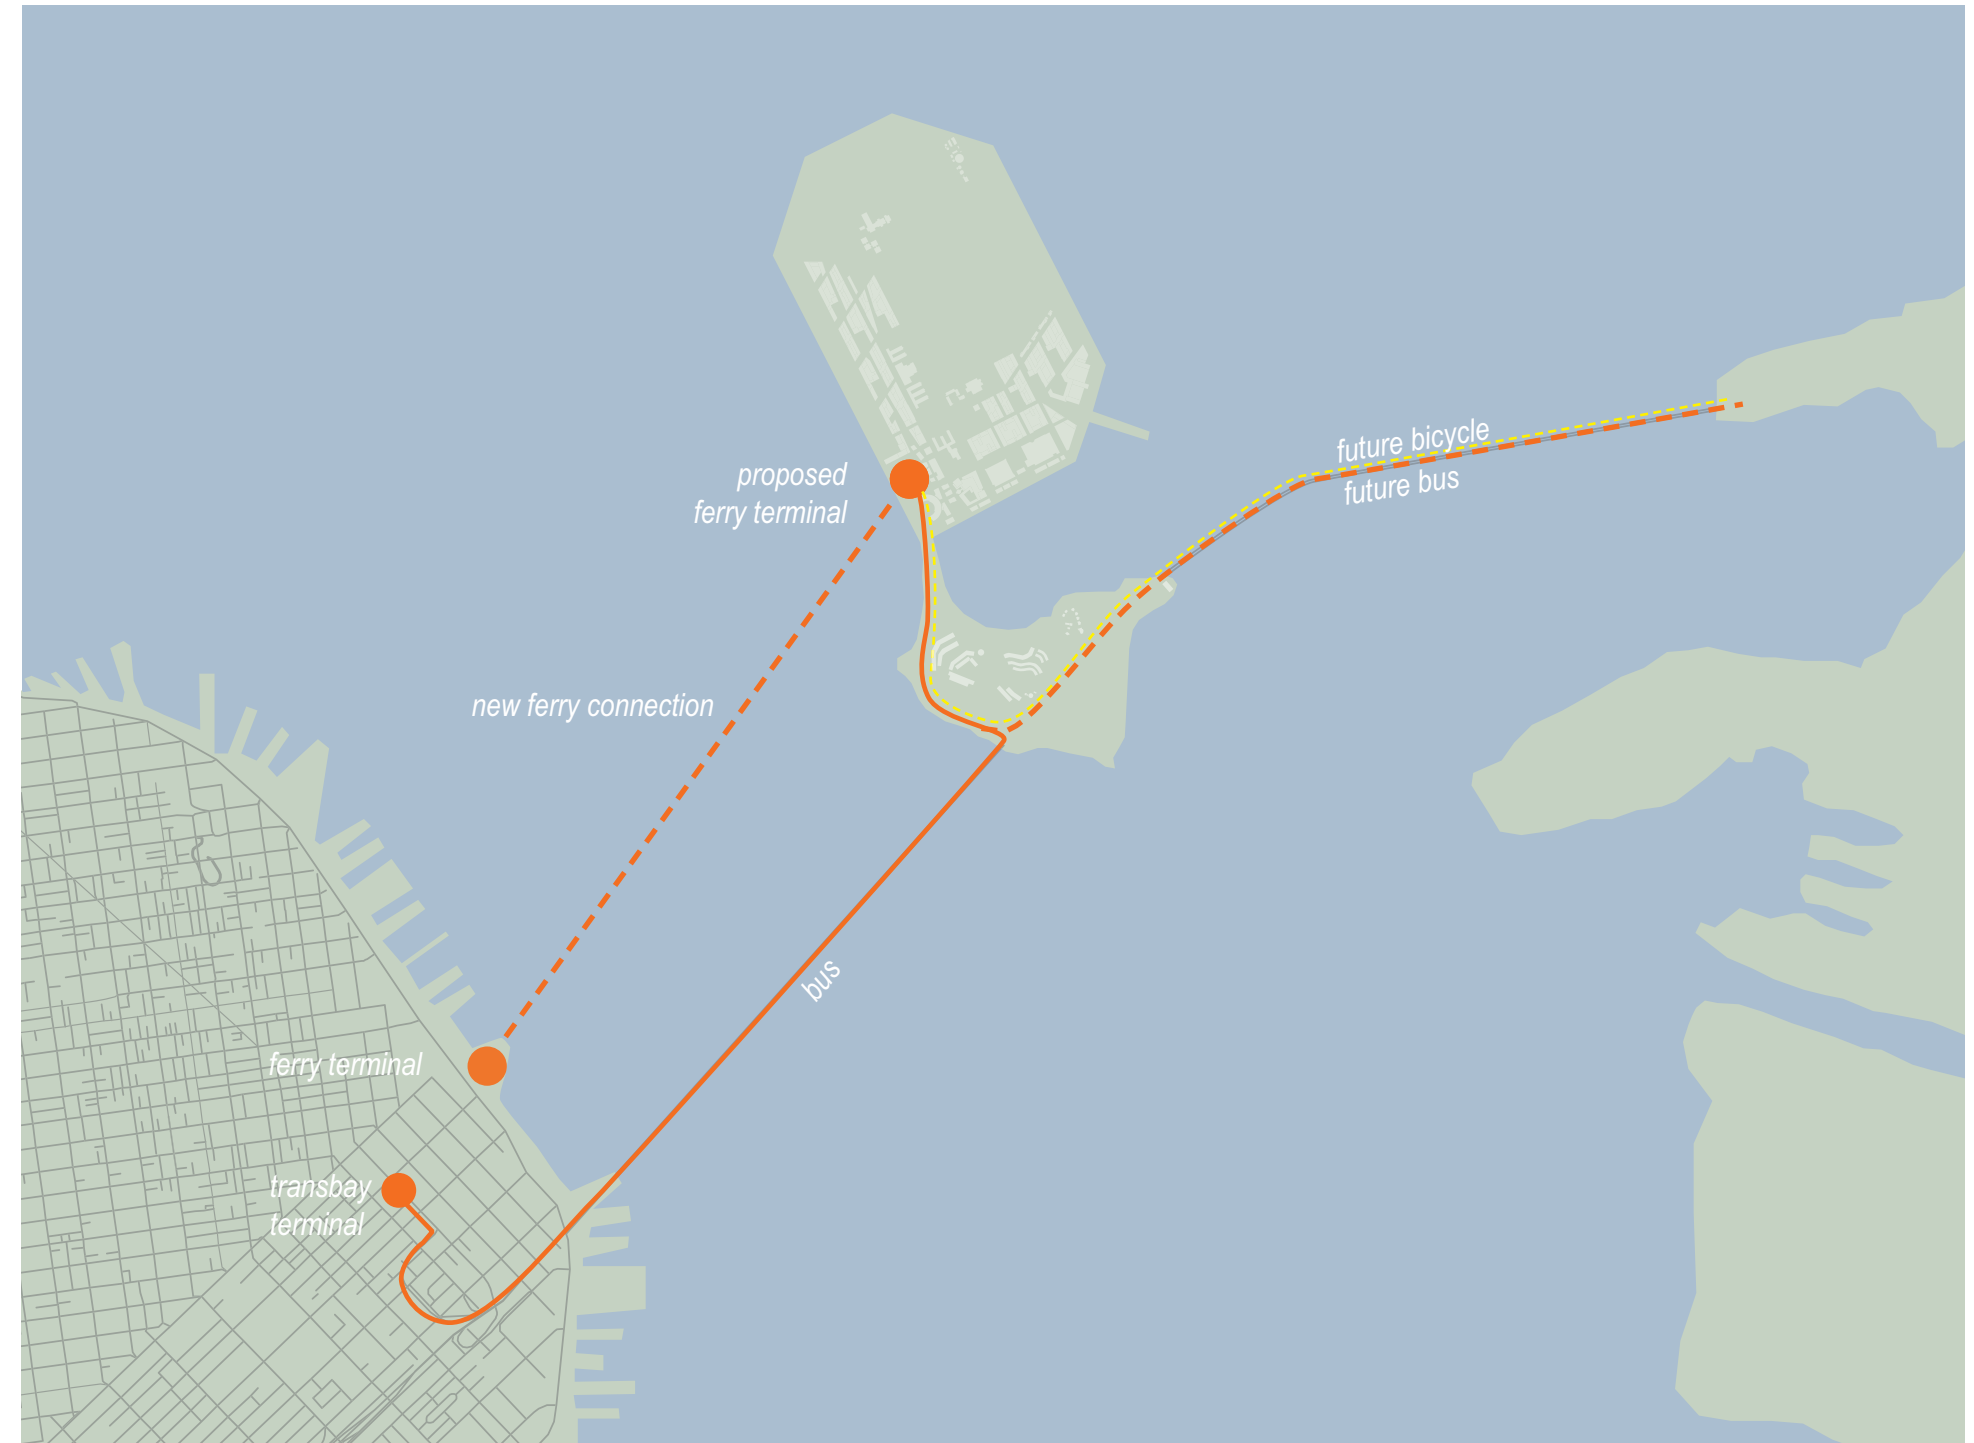 proposed
ferry terminal
future bicycle
future bus
new ferry connection
bus
ferry terminal
transbay
terminal